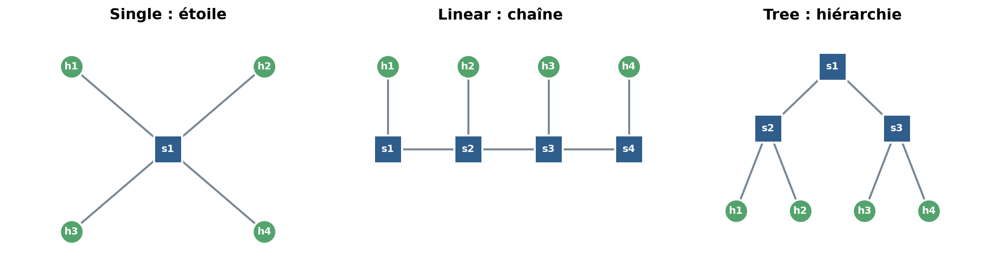 Single : étoile
h1
h2
s1
h3
h4
Linear : chaîne
h1
h2
h3
h4
s1
s2
s3
s4
Tree : hiérarchie
s1
s2
s3
h1
h2
h3
h4